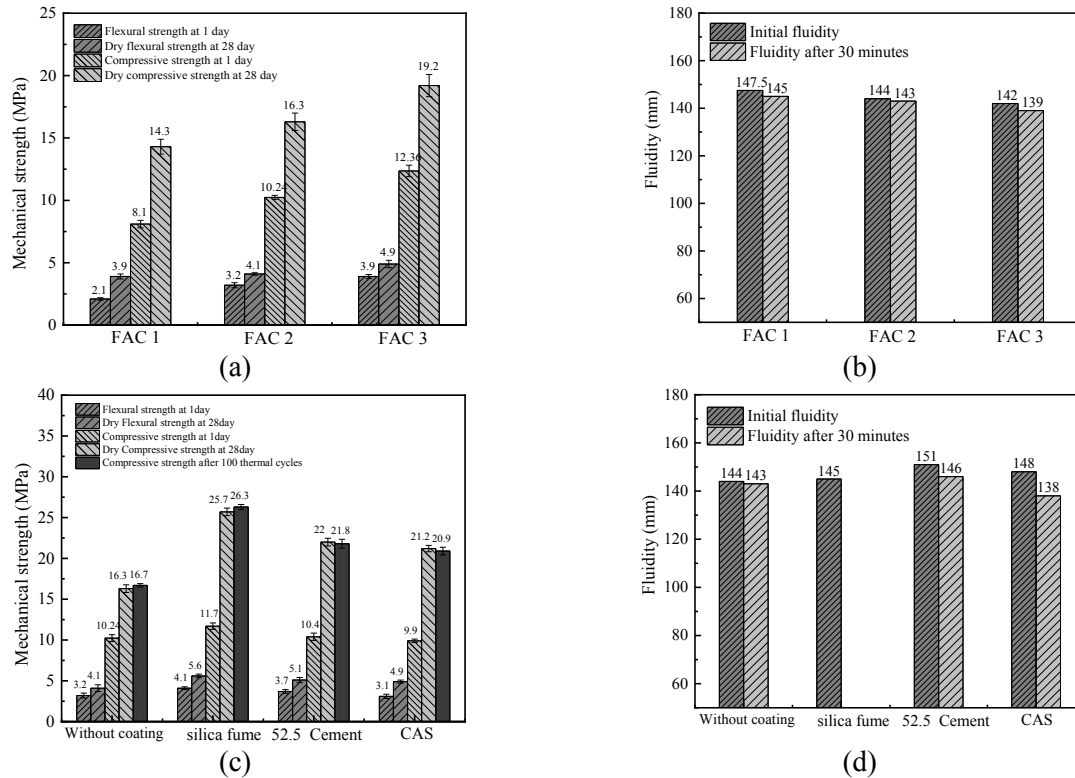 25
20
15
10
5
0
Mechanical strength (MPa)
Flexural strength at 1 day
Dry flexural strength at 28 day
Compressive strength at 1 day
Dry compressive strength at 28 day
2.1
3.9
8.1
14.3
3.2
4.1
10.24
16.3
3.9
4.9
12.36
19.2
FAC 1
FAC 2
FAC 3
(a)
180
160
140
120
100
80
60
Fluidity (mm)
Initial fluidity
Fluidity after 30 minutes
147.5
145
144
143
142
139
FAC 1
FAC 2
FAC 3
(b)
40
35
30
25
20
15
10
5
0
Mechanical strength (MPa)
Flexural strength at 1day
Dry Flexural strength at 28day
Compressive strength at 1day
Dry Compressive strength at 28day
Compressive strength after 100 thermal cycles
3.2
4.1
10.24
16.3
16.7
4.1
5.6
11.7
25.7
26.3
3.7
5.1
10.4
22
21.8
3.1
4.9
9.9
21.2
20.9
Without coating
silica fume
52.5 Cement
CAS
(c)
180
160
140
120
100
80
60
Fluidity (mm)
Initial fluidity
Fluidity after 30 minutes
144
143
145
151
146
148
138
Without coating
silica fume
52.5 Cement
CAS
(d)